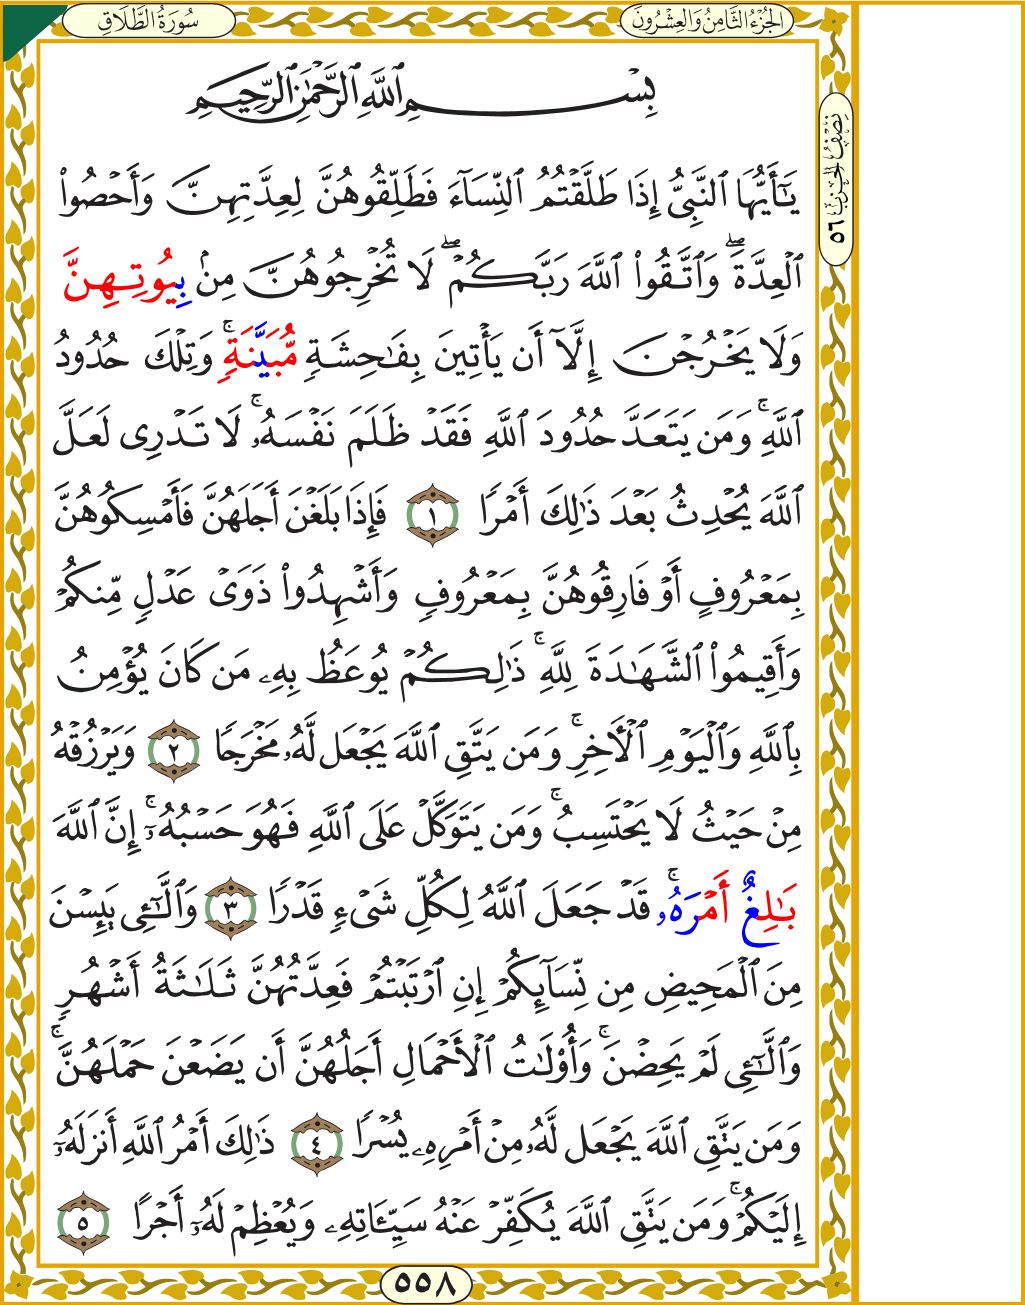 سُورَةُ الطَّلَاقِ
الجُزْءُ الثَّامِنُ وَالعِشْرُونَ
نِصْفُ الحِزْبِ ٥٦
بِسْمِ ٱللَّهِ ٱلرَّحْمَٰنِ ٱلرَّحِيمِ
يَٰٓأَيُّهَا ٱلنَّبِىُّ إِذَا طَلَّقْتُمُ ٱلنِّسَآءَ فَطَلِّقُوهُنَّ لِعِدَّتِهِنَّ وَأَحْصُوا۟
ٱلْعِدَّةَ ۖ وَٱتَّقُوا۟ ٱللَّهَ رَبَّكُمْ ۖ لَا تُخْرِجُوهُنَّ مِنۢ بِيُوتِهِنَّ
وَلَا يَخْرُجْنَ إِلَّآ أَن يَأْتِينَ بِفَٰحِشَةٍ مُّبَيَّنَةٍ ۚ وَتِلْكَ حُدُودُ
ٱللَّهِ ۚ وَمَن يَتَعَدَّ حُدُودَ ٱللَّهِ فَقَدْ ظَلَمَ نَفْسَهُۥ ۚ لَا تَدْرِى لَعَلَّ
ٱللَّهَ يُحْدِثُ بَعْدَ ذَٰلِكَ أَمْرًا ١ فَإِذَا بَلَغْنَ أَجَلَهُنَّ فَأَمْسِكُوهُنَّ
بِمَعْرُوفٍ أَوْ فَارِقُوهُنَّ بِمَعْرُوفٍ وَأَشْهِدُوا۟ ذَوَىْ عَدْلٍ مِّنكُمْ
وَأَقِيمُوا۟ ٱلشَّهَٰدَةَ لِلَّهِ ۚ ذَٰلِكُمْ يُوعَظُ بِهِۦ مَن كَانَ يُؤْمِنُ
بِٱللَّهِ وَٱلْيَوْمِ ٱلْأَخِرِ ۚ وَمَن يَتَّقِ ٱللَّهَ يَجْعَل لَّهُۥ مَخْرَجًا ٢ وَيَرْزُقْهُ
مِنْ حَيْثُ لَا يَحْتَسِبُ ۚ وَمَن يَتَوَكَّلْ عَلَى ٱللَّهِ فَهُوَ حَسْبُهُۥٓ ۚ إِنَّ ٱللَّهَ
بَٰلِغٌ أَمْرَهُۥ ۚ قَدْ جَعَلَ ٱللَّهُ لِكُلِّ شَىْءٍ قَدْرًا ٣ وَٱلَّٰٓـِٔى يَئِسْنَ
مِنَ ٱلْمَحِيضِ مِن نِّسَآئِكُمْ إِنِ ٱرْتَبْتُمْ فَعِدَّتُهُنَّ ثَلَٰثَةُ أَشْهُرٍ
وَٱلَّٰٓـِٔى لَمْ يَحِضْنَ ۚ وَأُو۟لَٰتُ ٱلْأَحْمَالِ أَجَلُهُنَّ أَن يَضَعْنَ حَمْلَهُنَّ ۚ
وَمَن يَتَّقِ ٱللَّهَ يَجْعَل لَّهُۥ مِنْ أَمْرِهِۦ يُسْرًا ٤ ذَٰلِكَ أَمْرُ ٱللَّهِ أَنزَلَهُۥٓ
إِلَيْكُمْ ۚ وَمَن يَتَّقِ ٱللَّهَ يُكَفِّرْ عَنْهُ سَيِّـَٔاتِهِۦ وَيُعْظِمْ لَهُۥٓ أَجْرًا ٥
٥٥٨